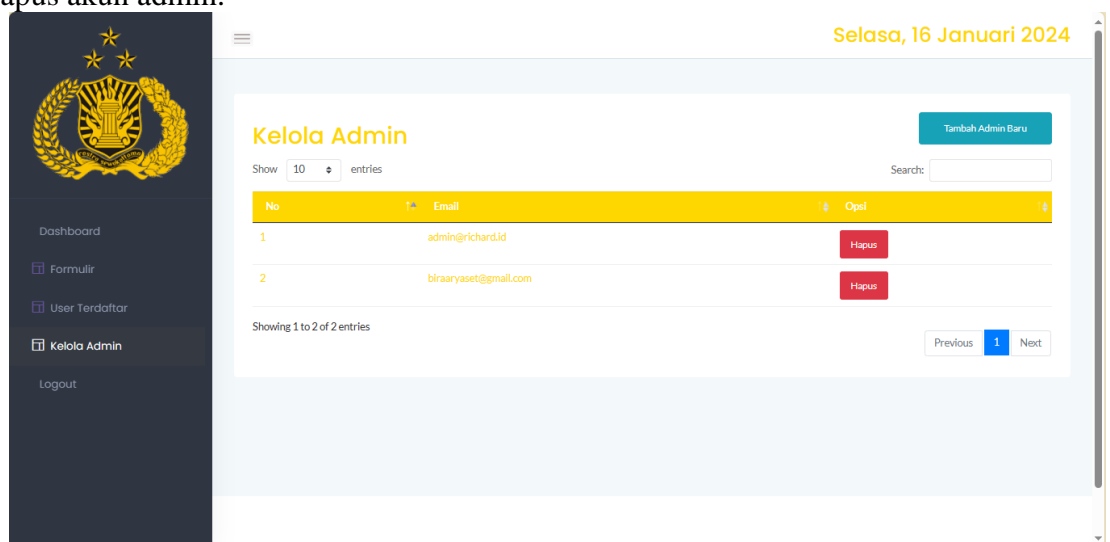 apus akun admin.
Selasa, 16 Januari 2024
Kelola Admin
Tambah Admin Baru
Show 10 entries
Search:
No Email Opsi
1 admin@richard.id Hapus
2 biraaryaset@gmail.com Hapus
Showing 1 to 2 of 2 entries
Previous 1 Next
Dashboard
Formulir
User Terdaftar
Kelola Admin
Logout